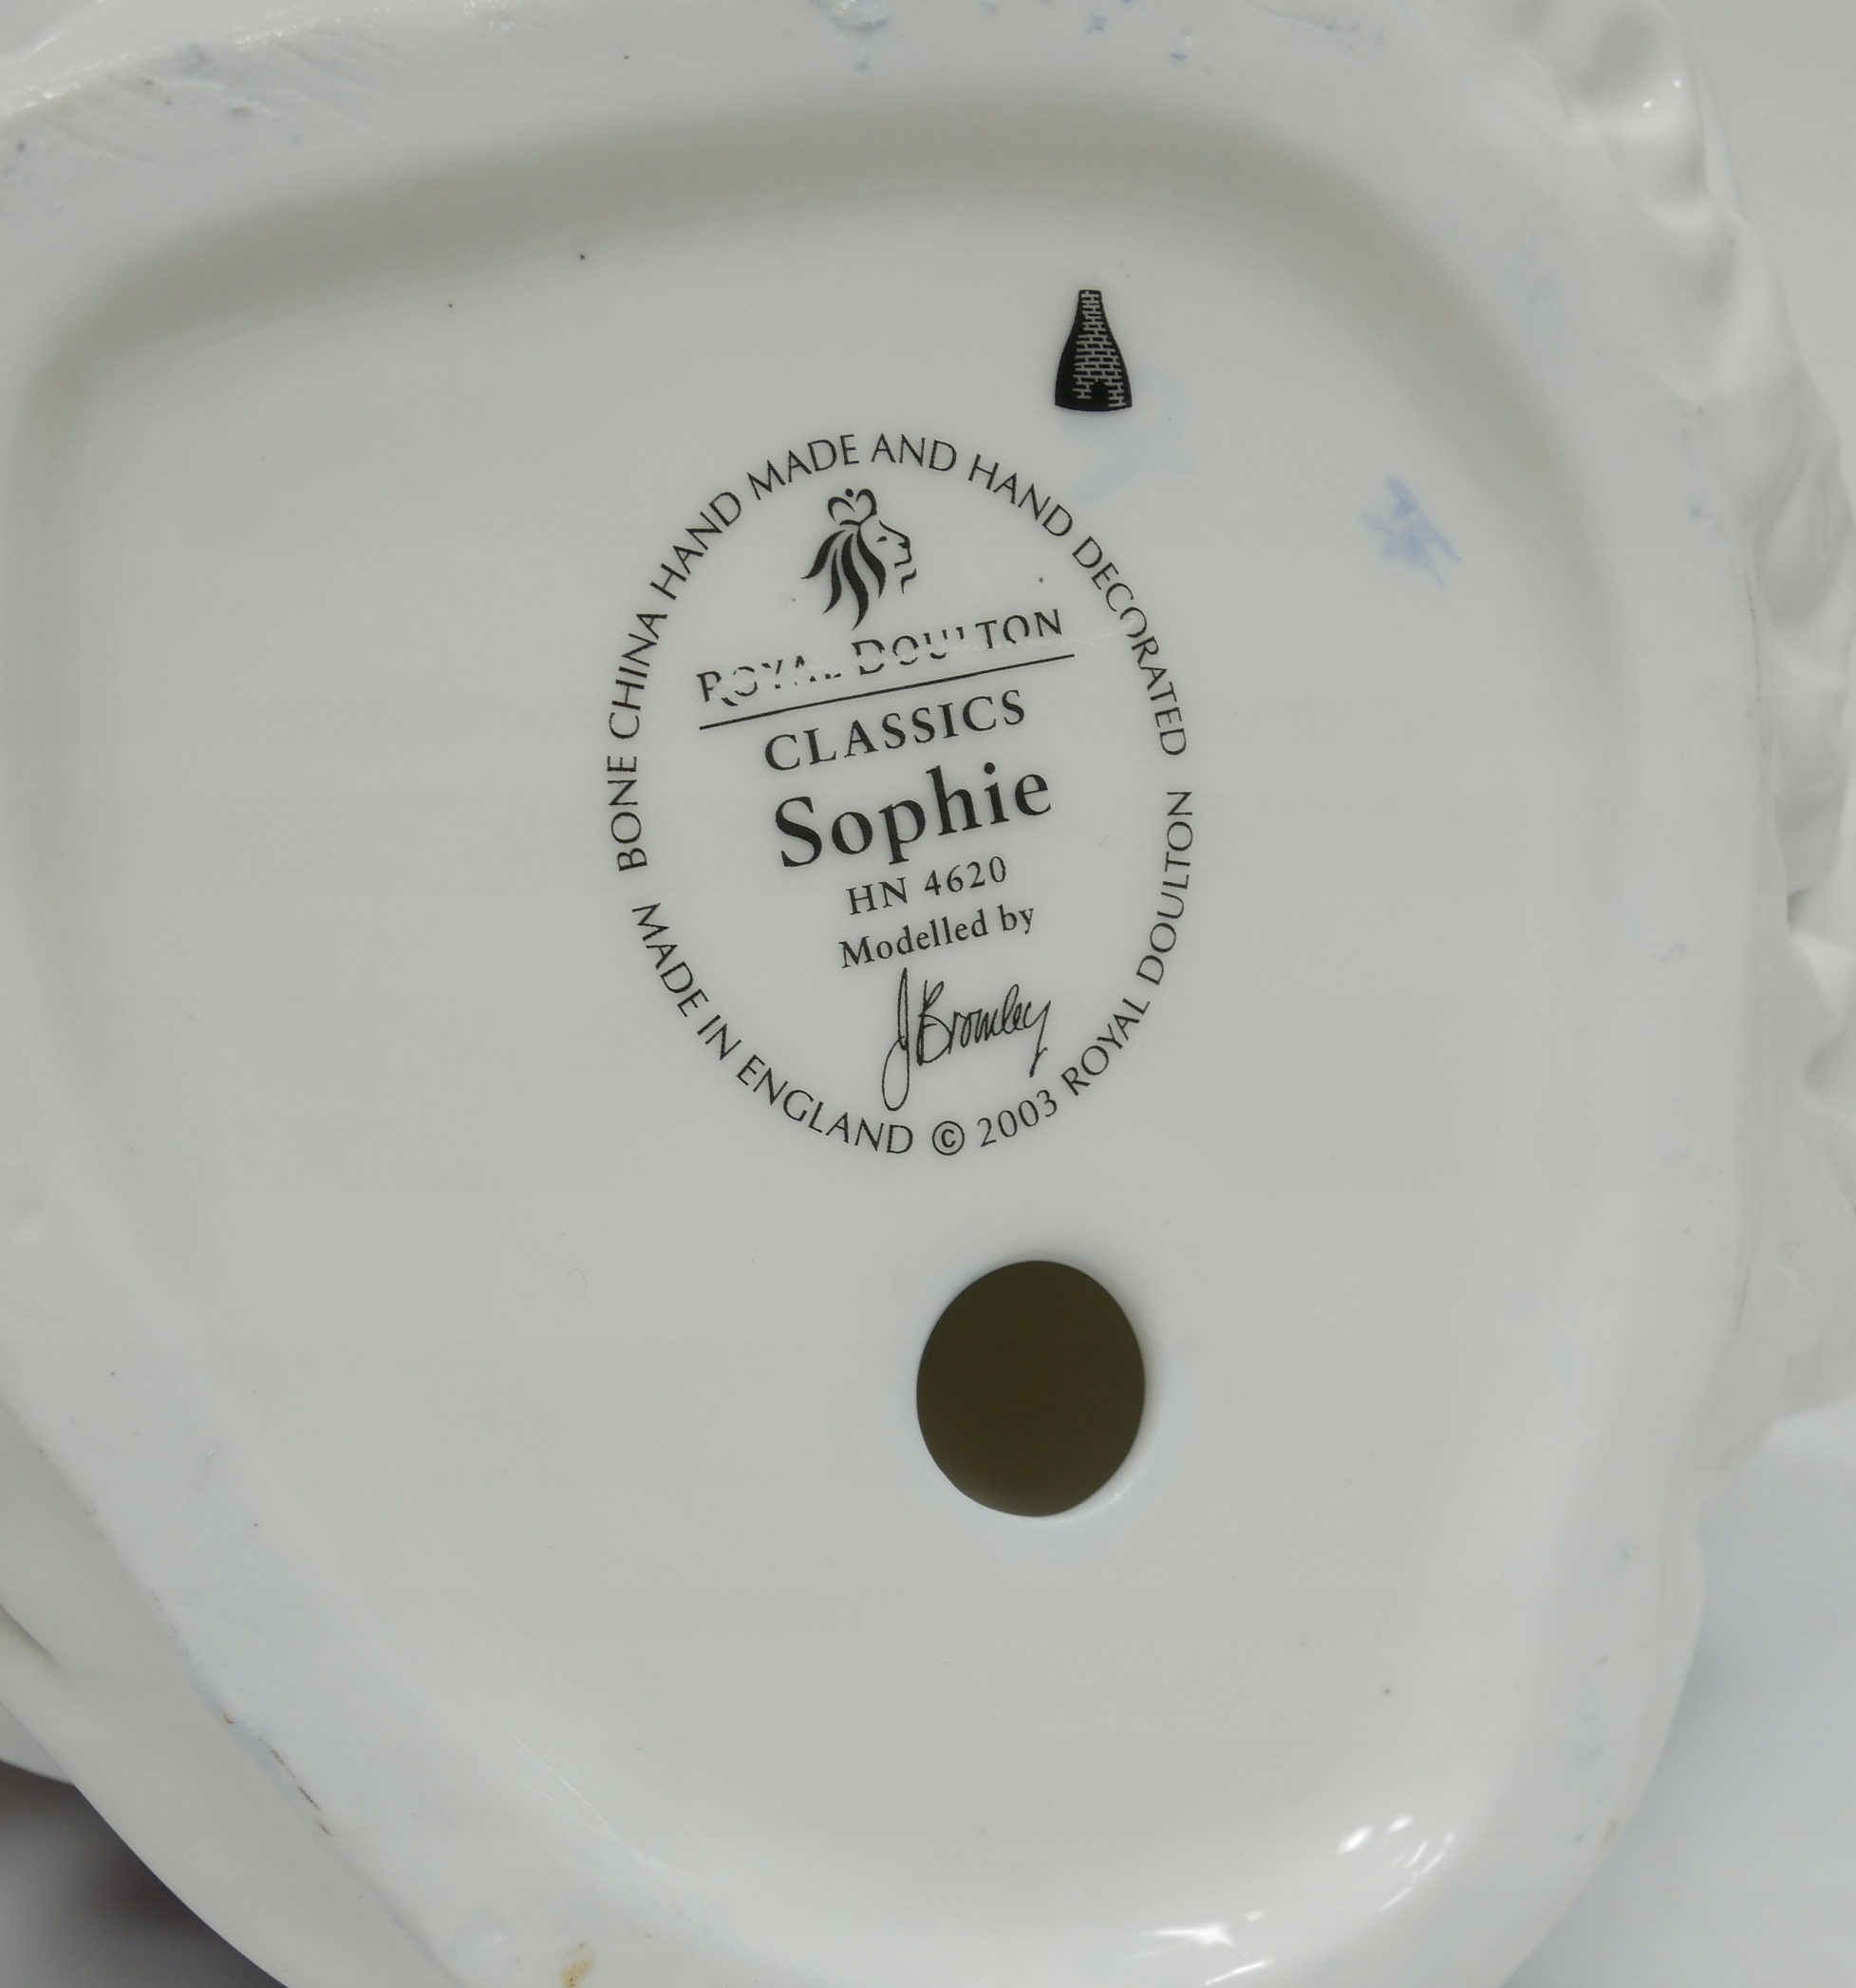 BONE CHINA HAND MADE AND HAND DECORATED
ROYAL DOULTON
CLASSICS
Sophie
HN 4620
Modelled by
JBromley
MADE IN ENGLAND © 2003 ROYAL DOULTON